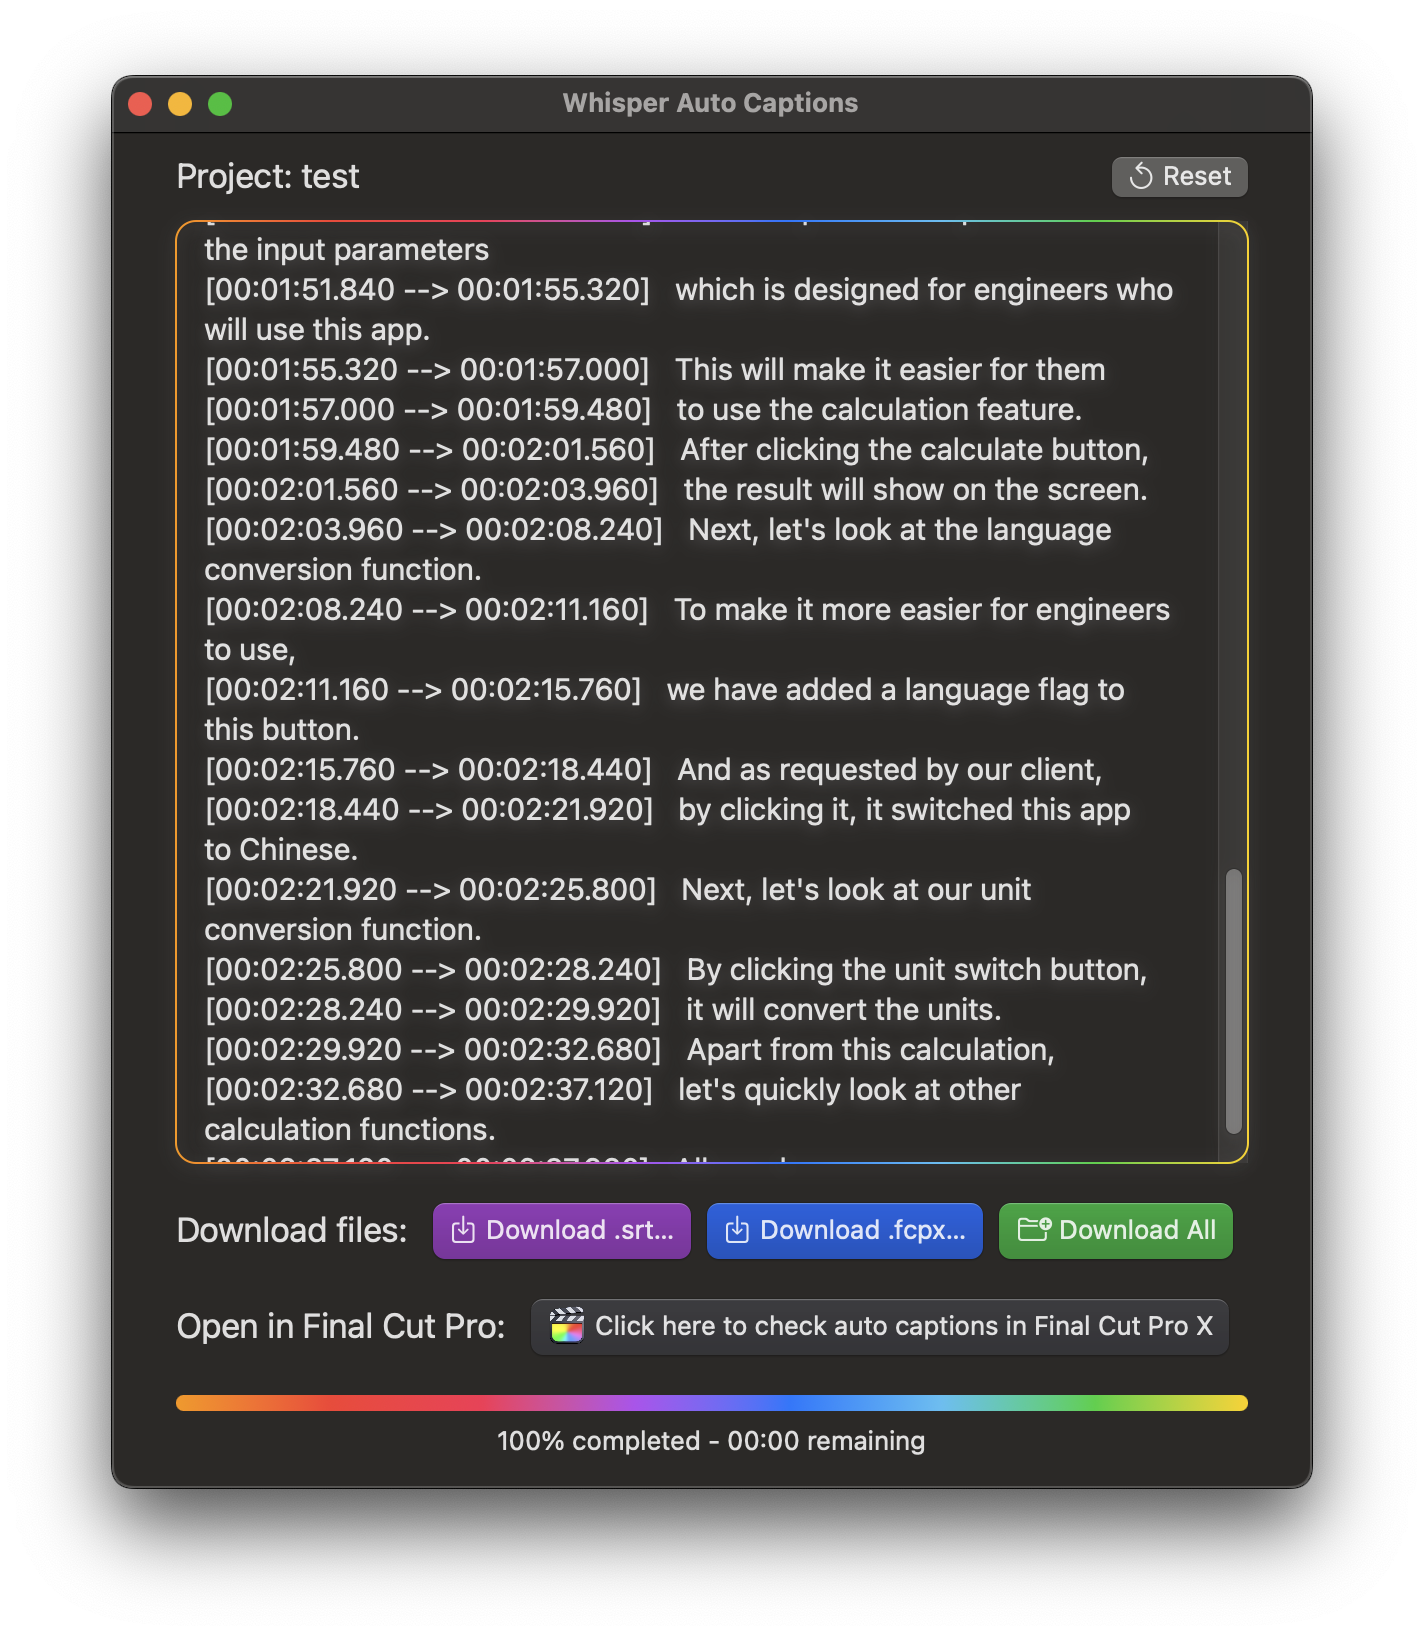 Whisper Auto Captions
Project: test
Reset
the input parameters
[00:01:51.840 --> 00:01:55.320]   which is designed for engineers who
will use this app.
[00:01:55.320 --> 00:01:57.000]   This will make it easier for them
[00:01:57.000 --> 00:01:59.480]   to use the calculation feature.
[00:01:59.480 --> 00:02:01.560]   After clicking the calculate button,
[00:02:01.560 --> 00:02:03.960]   the result will show on the screen.
[00:02:03.960 --> 00:02:08.240]   Next, let's look at the language
conversion function.
[00:02:08.240 --> 00:02:11.160]   To make it more easier for engineers
to use,
[00:02:11.160 --> 00:02:15.760]   we have added a language flag to
this button.
[00:02:15.760 --> 00:02:18.440]   And as requested by our client,
[00:02:18.440 --> 00:02:21.920]   by clicking it, it switched this app
to Chinese.
[00:02:21.920 --> 00:02:25.800]   Next, let's look at our unit
conversion function.
[00:02:25.800 --> 00:02:28.240]   By clicking the unit switch button,
[00:02:28.240 --> 00:02:29.920]   it will convert the units.
[00:02:29.920 --> 00:02:32.680]   Apart from this calculation,
[00:02:32.680 --> 00:02:37.120]   let's quickly look at other
calculation functions.
Download files:
Download .srt...
Download .fcpx...
Download All
Open in Final Cut Pro:
Click here to check auto captions in Final Cut Pro X
100% completed - 00:00 remaining